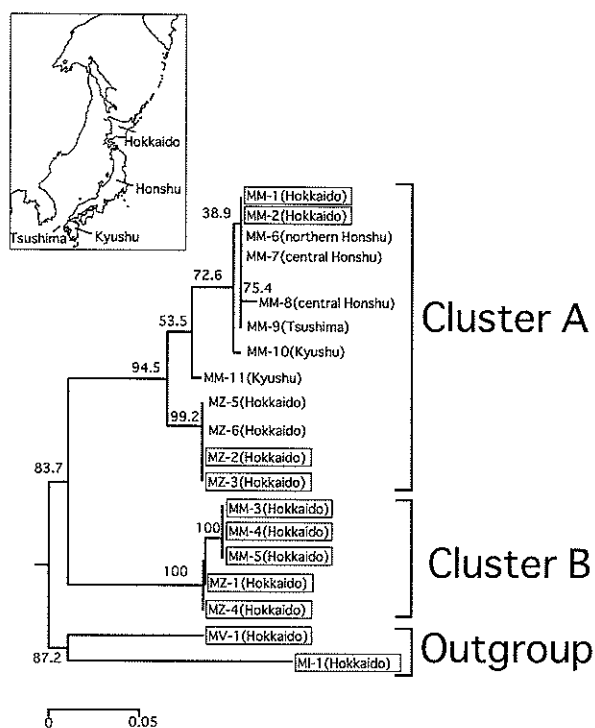 Hokkaido
Honshu
Tsushima Kyushu
38.9
MM-1(Hokkaido)
MM-2(Hokkaido)
MM-6(northern Honshu)
MM-7(central Honshu)
72.6
75.4
MM-8(central Honshu)
MM-9(Tsushima)
53.5
MM-10(Kyushu)
94.5
MM-11(Kyushu)
MZ-5(Hokkaido)
99.2
MZ-6(Hokkaido)
MZ-2(Hokkaido)
MZ-3(Hokkaido)
Cluster A
83.7
MM-3(Hokkaido)
100
MM-4(Hokkaido)
MM-5(Hokkaido)
100
MZ-1(Hokkaido)
MZ-4(Hokkaido)
Cluster B
MV-1(Hokkaido)
87.2
MI-1(Hokkaido)
Outgroup
0 0.05